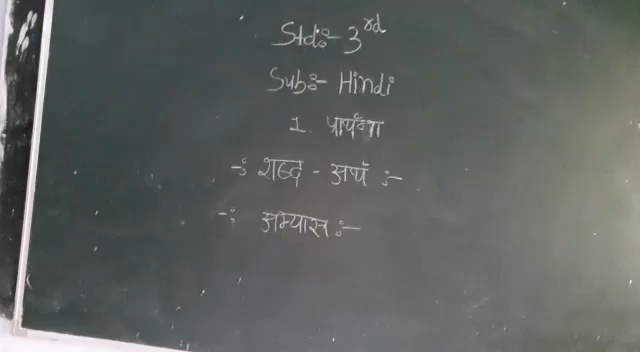 Std:- 3rd
Sub:- Hindi
1. प्रार्थना
-: शब्द - अर्थ :-
-: अभ्यास :-